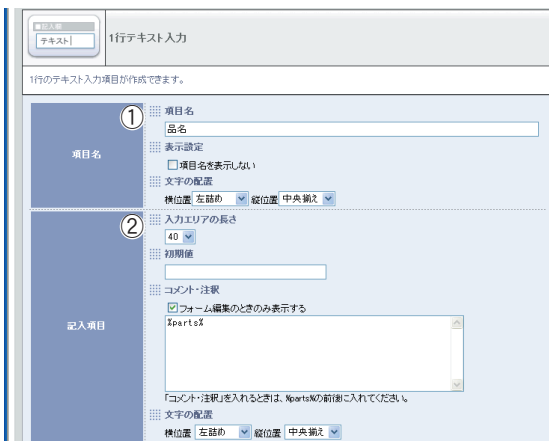 ■記入欄
テキスト
1行テキスト入力
1行のテキスト入力項目が作成できます。
項目名
①
項目名
品名
表示設定
項目名を表示しない
文字の配置
横位置 左詰め 縦位置 中央揃え
記入項目
②
入力エリアの長さ
40
初期値
コメント・注釈
フォーム編集のときのみ表示する
%parts%
「コメント・注釈」を入れるときは、%parts%の前後に入れてください。
文字の配置
横位置 左詰め 縦位置 中央揃え